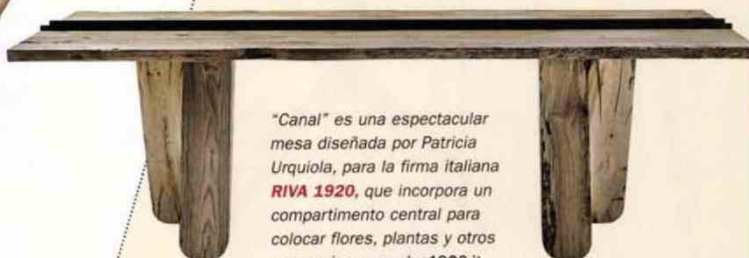 "Canal" es una espectacular
mesa diseñada por Patricia
Urquiola, para la firma italiana
RIVA 1920, que incorpora un
compartimento central para
colocar flores, plantas y otros